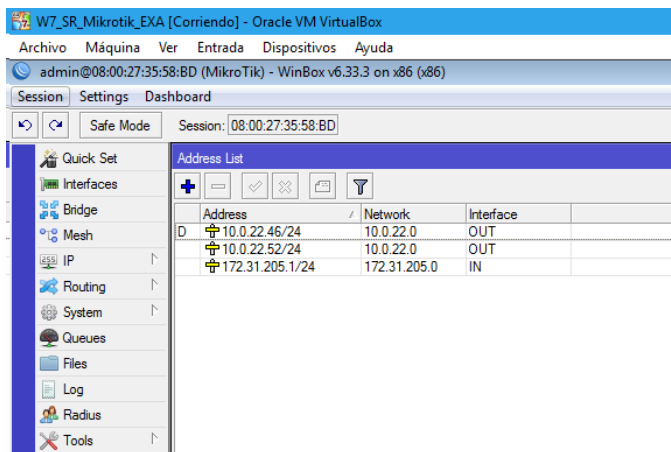 W7_SR_Mikrotik_EXA [Corriendo] - Oracle VM VirtualBox
Archivo Máquina Ver Entrada Dispositivos Ayuda
admin@08:00:27:35:58:BD (MikroTik) - WinBox v6.33.3 on x86 (x86)
Session Settings Dashboard
Safe Mode Session: 08:00:27:35:58:BD
Quick Set
Interfaces
Bridge
Mesh
IP
Routing
System
Queues
Files
Log
Radius
Tools
Address List
Address / Network Interface
D 10.0.22.46/24 10.0.22.0 OUT
10.0.22.52/24 10.0.22.0 OUT
172.31.205.1/24 172.31.205.0 IN